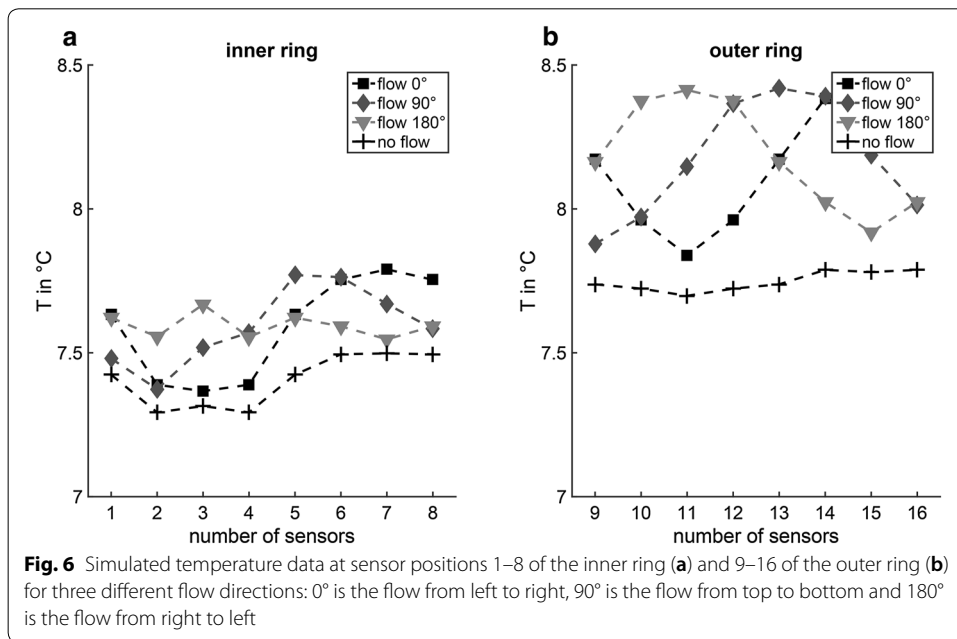 a
inner ring
8.5
8
7.5
7
T in °C
flow 0°
flow 90°
flow 180°
no flow
1 2 3 4 5 6 7 8
number of sensors
b
outer ring
8.5
8
7.5
7
T in °C
flow 0°
flow 90°
flow 180°
no flow
9 10 11 12 13 14 15 16
number of sensors
Fig. 6 Simulated temperature data at sensor positions 1–8 of the inner ring (a) and 9–16 of the outer ring (b)
for three different flow directions: 0° is the flow from left to right, 90° is the flow from top to bottom and 180°
is the flow from right to left